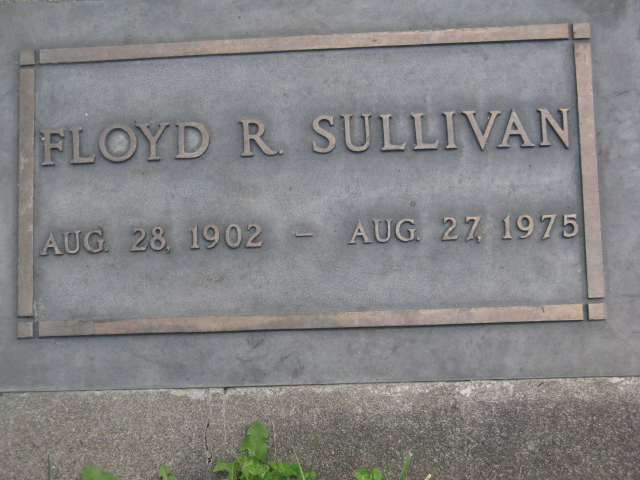 FLOYD R. SULLIVAN
AUG. 28, 1902 – AUG. 27, 1975